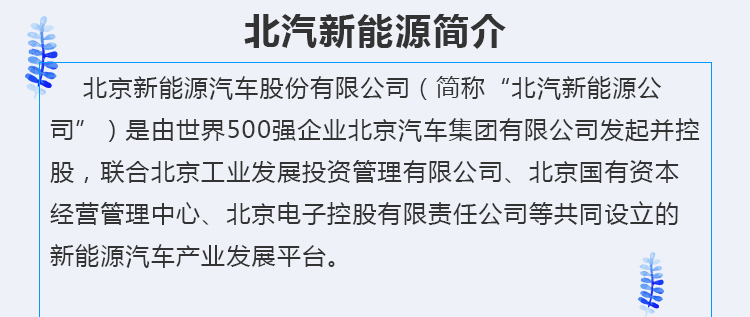 北汽新能源简介
北京新能源汽车股份有限公司（简称“北汽新能源公
司”）是由世界500强企业北京汽车集团有限公司发起并控
股，联合北京工业发展投资管理有限公司、北京国有资本
经营管理中心、北京电子控股有限责任公司等共同设立的
新能源汽车产业发展平台。